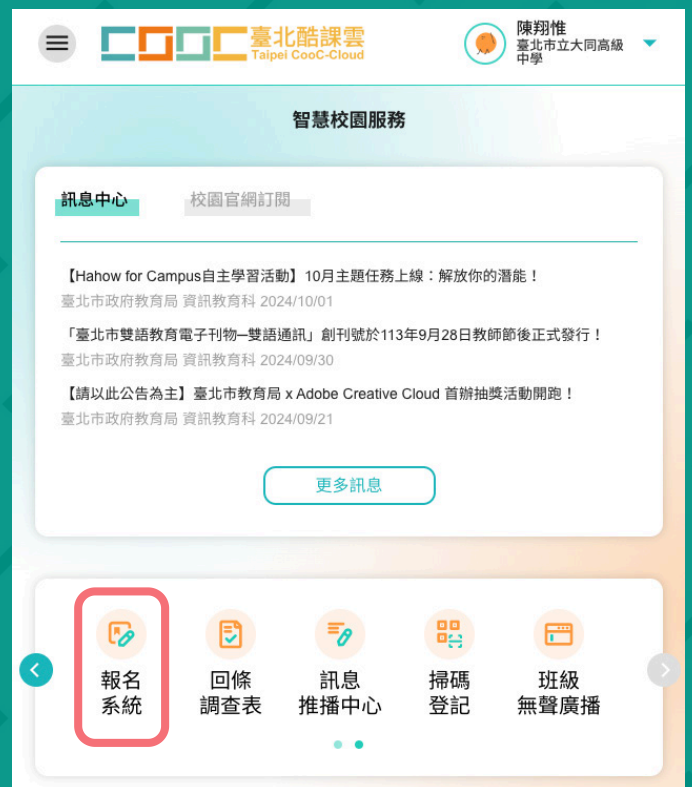 臺北酷課雲
Taipei CooC-Cloud
陳翔惟
臺北市立大同高級
中學
智慧校園服務
訊息中心
校園官網訂閱
【Hahow for Campus自主學習活動】10月主題任務上線：解放你的潛能！
臺北市政府教育局 資訊教育科 2024/10/01
「臺北市雙語教育電子刊物─雙語通訊」創刊號於113年9月28日教師節後正式發行！
臺北市政府教育局 資訊教育科 2024/09/30
【請以此公告為主】臺北市教育局 x Adobe Creative Cloud 首辦抽獎活動開跑！
臺北市政府教育局 資訊教育科 2024/09/21
更多訊息
報名
系統
回條
調查表
訊息
推播中心
掃碼
登記
班級
無聲廣播